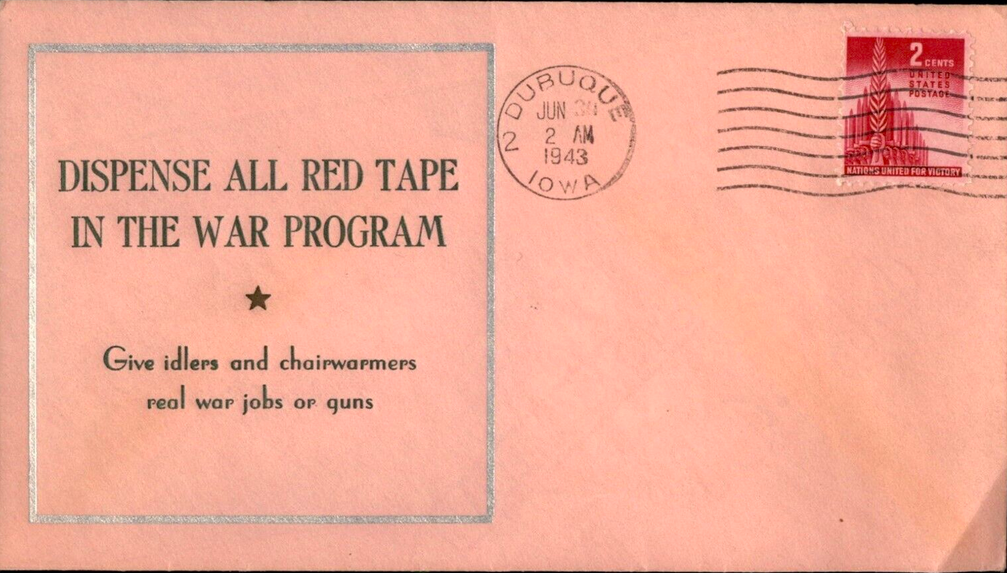 DISPENSE ALL RED TAPE
IN THE WAR PROGRAM
Give idlers and chairwarmers
real war jobs or guns
DUBUQUE
JUN 30
2 AM
1943
2
IOWA
2 CENTS
UNITED
STATES
POSTAGE
NATIONS UNITED FOR VICTORY